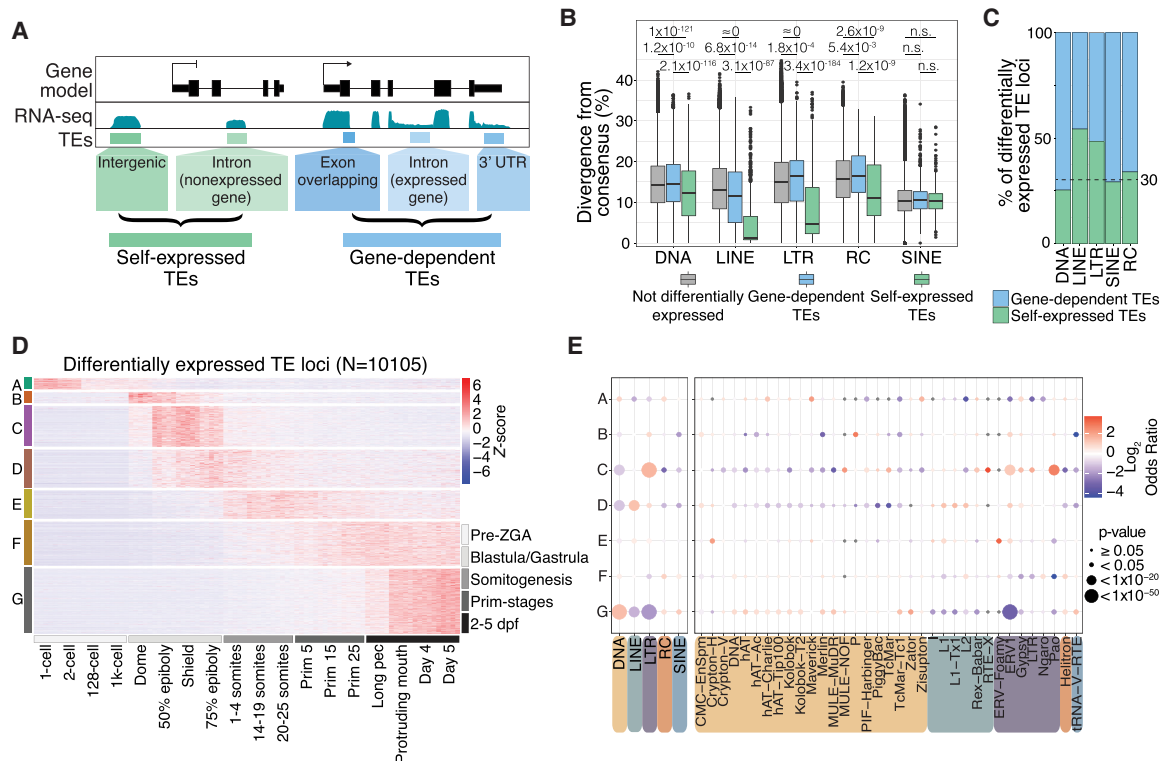 A
Gene
model
RNA-seq
TEs
Intergenic
Intron
(nonexpressed
gene)
Exon
overlapping
Intron
(expressed
gene)
3' UTR
Self-expressed
TEs
Gene-dependent
TEs
B
1x10-121
≈0
≈0
2.6x10-9
n.s.
1.2x10-10
6.8x10-14
1.8x10-4
5.4x10-3
n.s.
2.1x10-116
3.1x10-87
3.4x10-184
1.2x10-9
n.s.
Divergence from
consensus (%)
40
30
20
10
0
DNA
LINE
LTR
RC
SINE
Not differentially
expressed
Gene-dependent
TEs
Self-expressed
TEs
C
% of differentially
expressed TE loci
100
50
0
30
DNA
LINE
LTR
SINE
RC
Gene-dependent TEs
Self-expressed TEs
D
Differentially expressed TE loci (N=10105)
A
B
C
D
E
F
G
6
4
2
0
−2
−4
−6
Z-score
Pre-ZGA
Blastula/Gastrula
Somitogenesis
Prim-stages
2-5 dpf
1-cell
2-cell
128-cell
1k-cell
Dome
50% epiboly
Shield
75% epiboly
1-4 somites
14-19 somites
20-25 somites
Prim 5
Prim 15
Prim 25
Long pec
Protruding mouth
Day 4
Day 5
E
A
B
C
D
E
F
G
2
0
−2
−4
Log2
Odds Ratio
p-value
≥ 0.05
< 0.05
<1x10−20
<1x10−50
DNA
LINE
LTR
RC
SINE
CMC−EnSpm
Crypton−H
Crypton−V
DNA
hAT
hAT−Ac
hAT−Charlie
hAT−Tip100
Kolobok
Kolobok−T2
Maverick
Merlin
MULE−MuDR
MULE−NOF
P
PIF−Harbinger
PiggyBac
TcMar
TcMar−Tc1
Zator
Zisupton
I
L1
L1−Tx1
L2
Rex−Babar
RTE−X
ERV−Foamy
ERV1
Gypsy
LTR
Ngaro
Pao
Helitron
tRNA−V−RTE